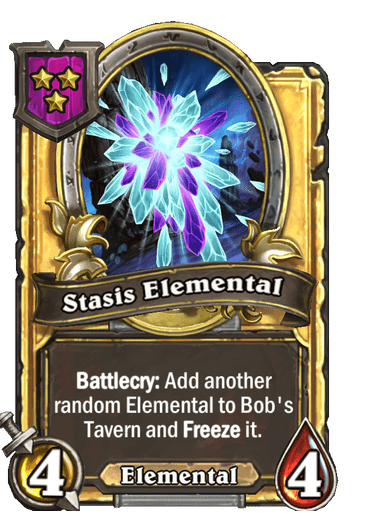 Stasis Elemental
Battlecry: Add another
random Elemental to Bob's
Tavern and Freeze it.
4
Elemental
4